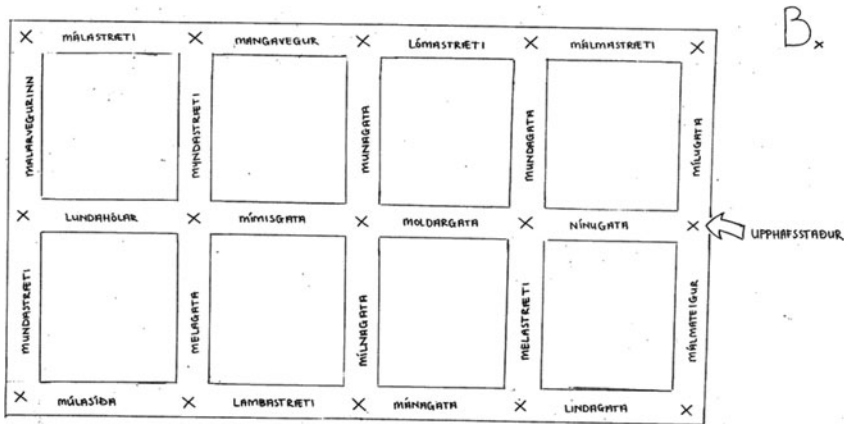 B.
MÁLASTRÆTI
MANGAVEGUR
LÓMASTRÆTI
MÁLMASTRÆTI
MALARVEGURINN
MYNDASTRÆTI
MUNAGATA
MUNDAGATA
MÍLUGATA
LUNDAHÓLAR
MÍMISGATA
MOLDARGATA
NÍNUGATA
UPPHAFSSTAÐUR
MUNDASTRÆTI
MELAGATA
MÍLNAGATA
MELASTRÆTI
MÁLMATEIGUR
MÚLASÍÐA
LAMBASTRÆTI
MÁNAGATA
LINDAGATA